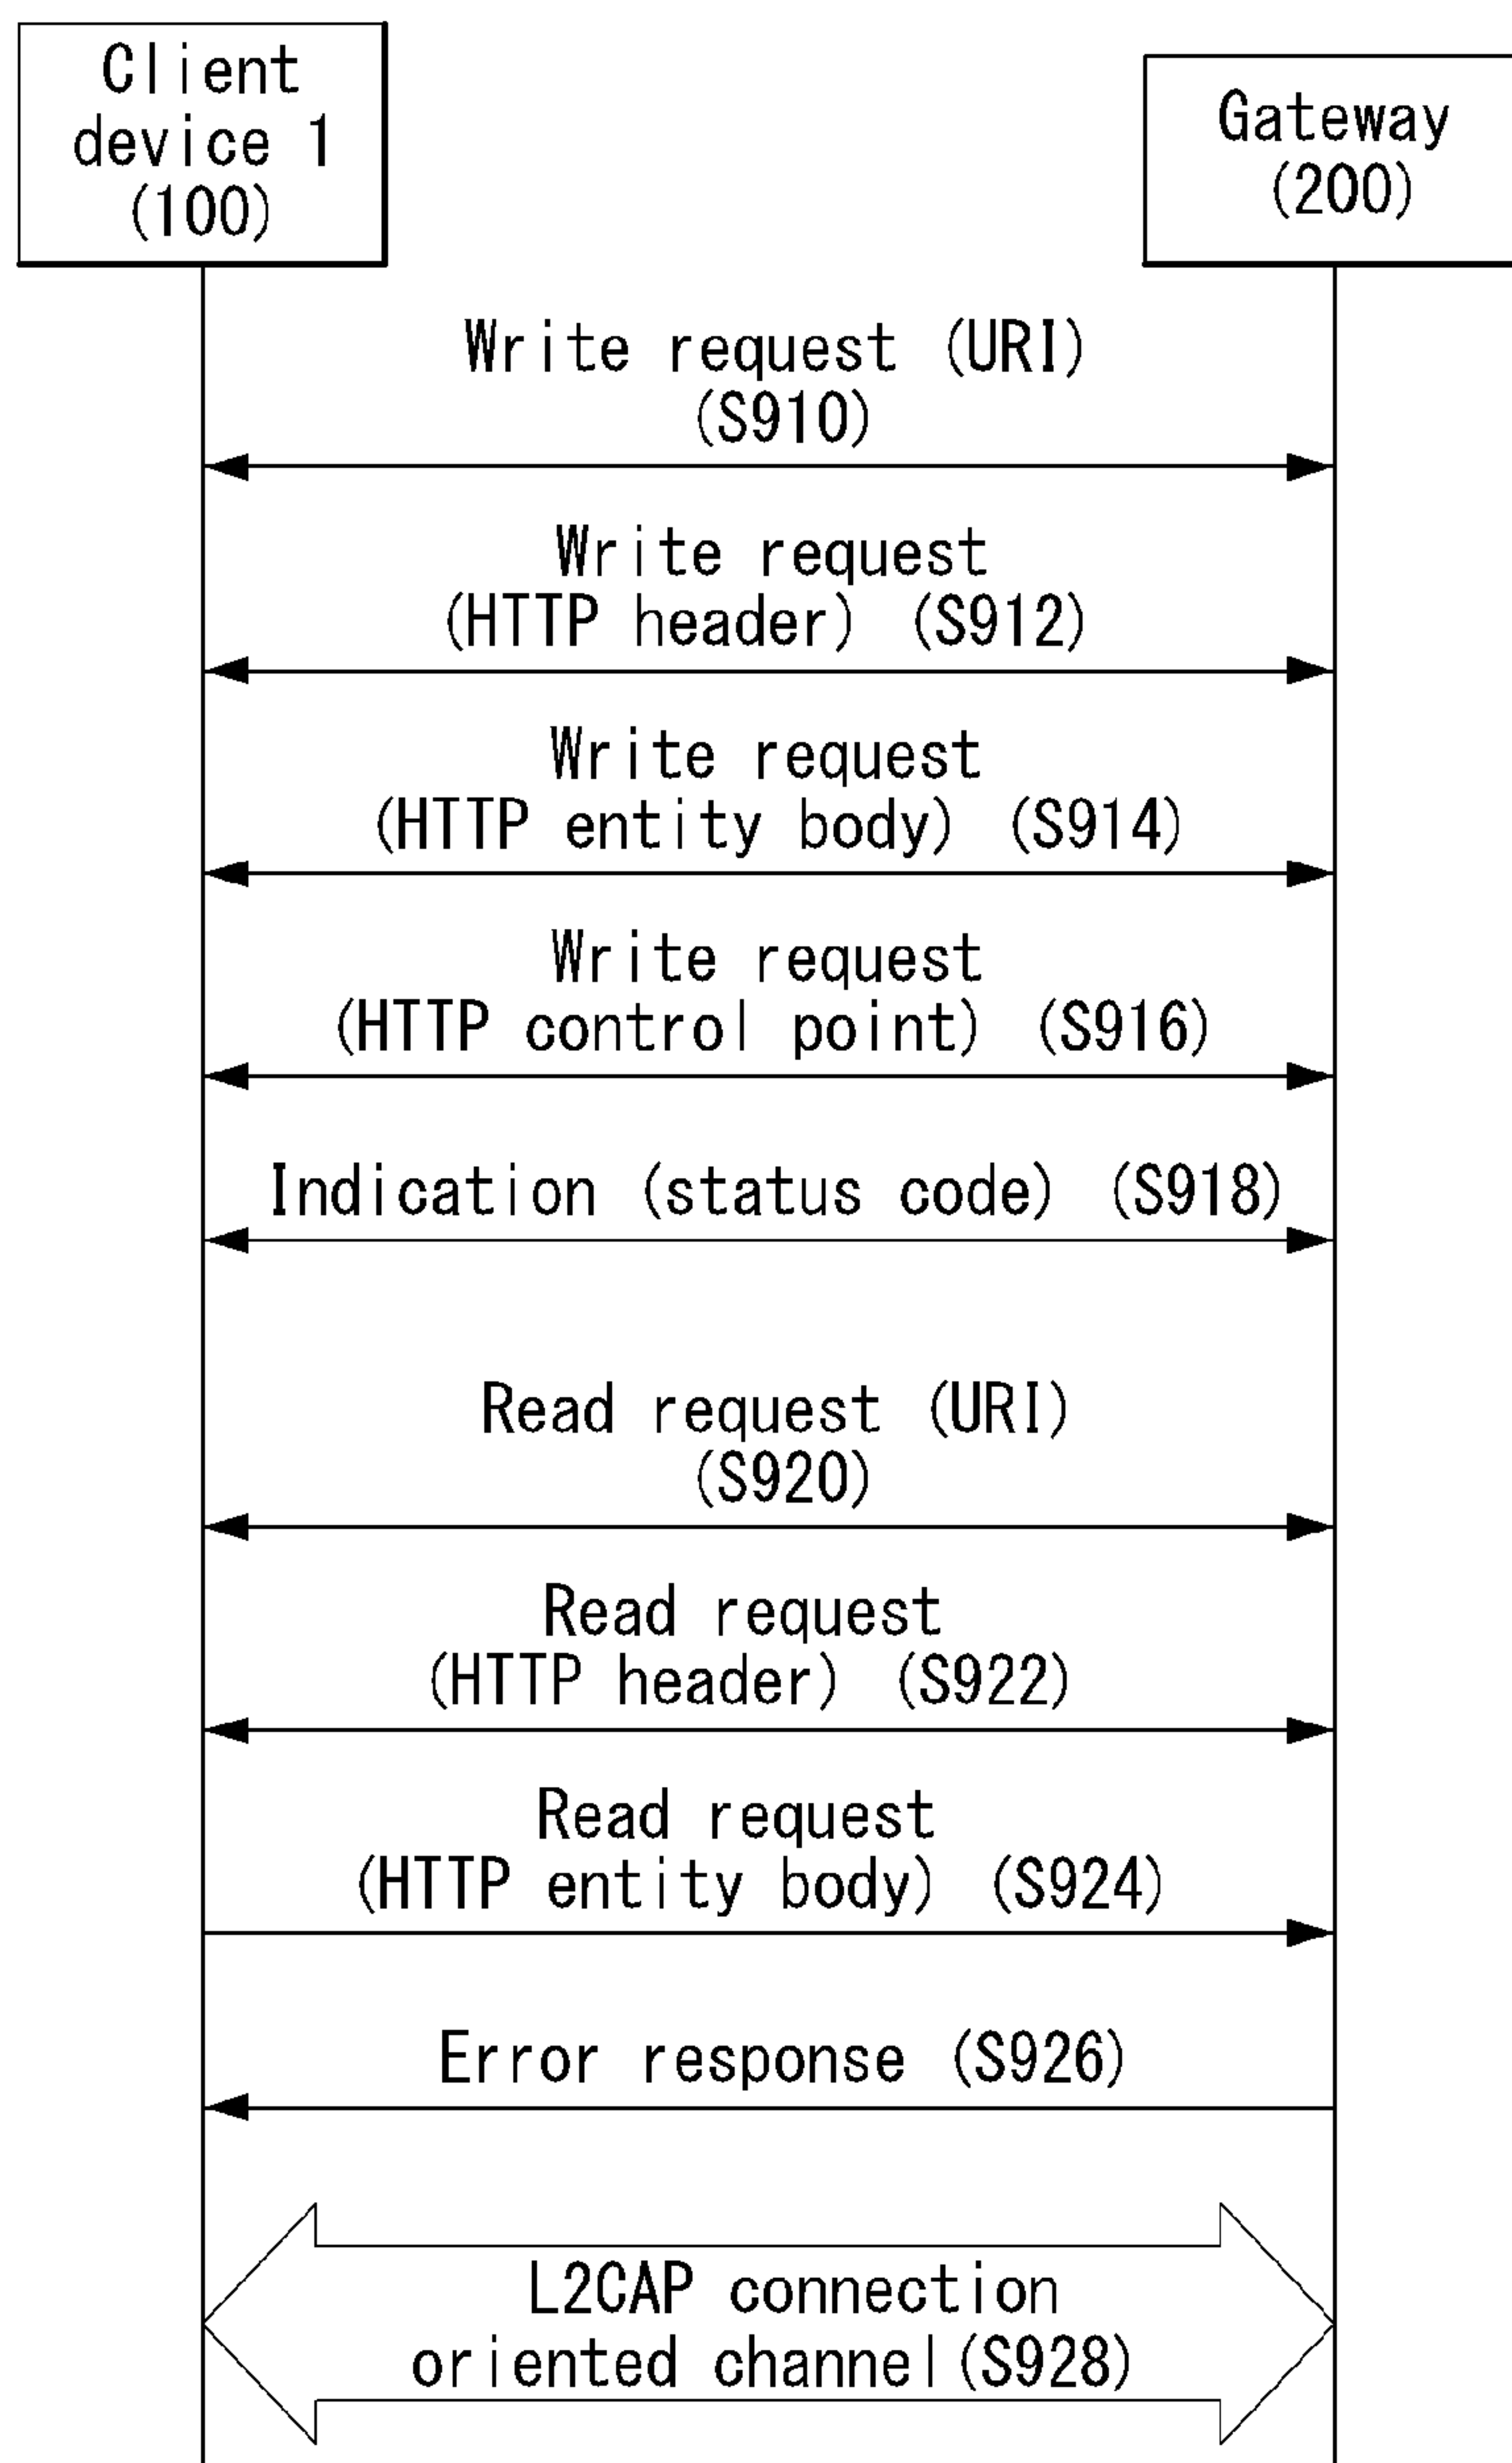 Client
device 1
(100)
Gateway
(200)
Write request (URI)
(S910)
Write request
(HTTP header) (S912)
Write request
(HTTP entity body) (S914)
Write request
(HTTP control point) (S916)
Indication (status code) (S918)
Read request (URI)
(S920)
Read request
(HTTP header) (S922)
Read request
(HTTP entity body) (S924)
Error response (S926)
L2CAP connection
oriented channel(S928)